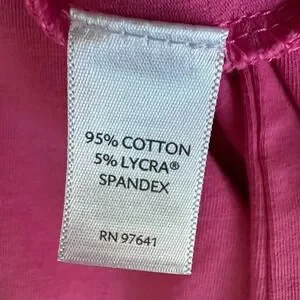 95% COTTON
5% LYCRA®
SPANDEX
RN 97641